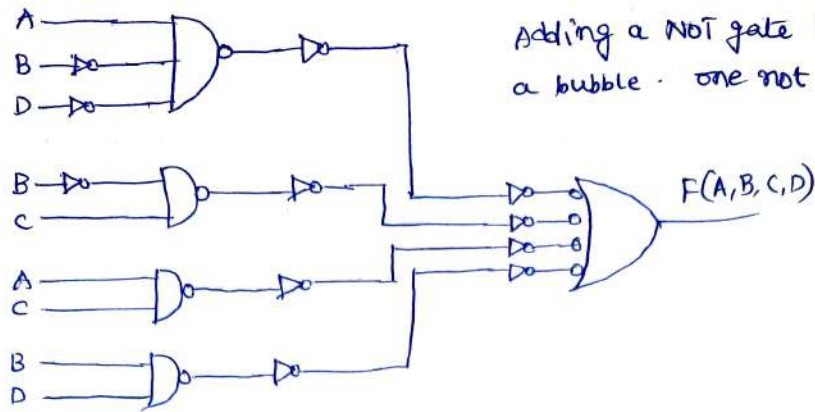 A
B
D
Adding a NOT gate
a bubble. one not
B
C
F(A,B,C,D)
A
C
B
D